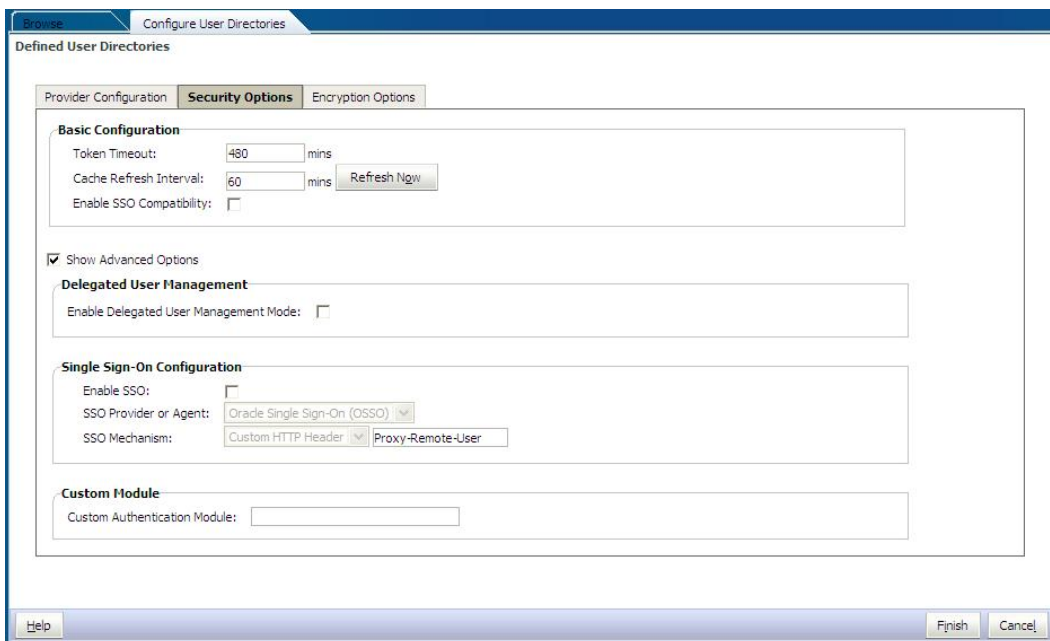 Browse
Configure User Directories
Defined User Directories
Provider Configuration
Security Options
Encryption Options
Basic Configuration
Token Timeout: 480 mins
Cache Refresh Interval: 60 mins Refresh Now
Enable SSO Compatibility:
Show Advanced Options
Delegated User Management
Enable Delegated User Management Mode:
Single Sign-On Configuration
Enable SSO:
SSO Provider or Agent: Oracle Single Sign-On (OSSO)
SSO Mechanism: Custom HTTP Header Proxy-Remote-User
Custom Module
Custom Authentication Module:
Help
Finish
Cancel